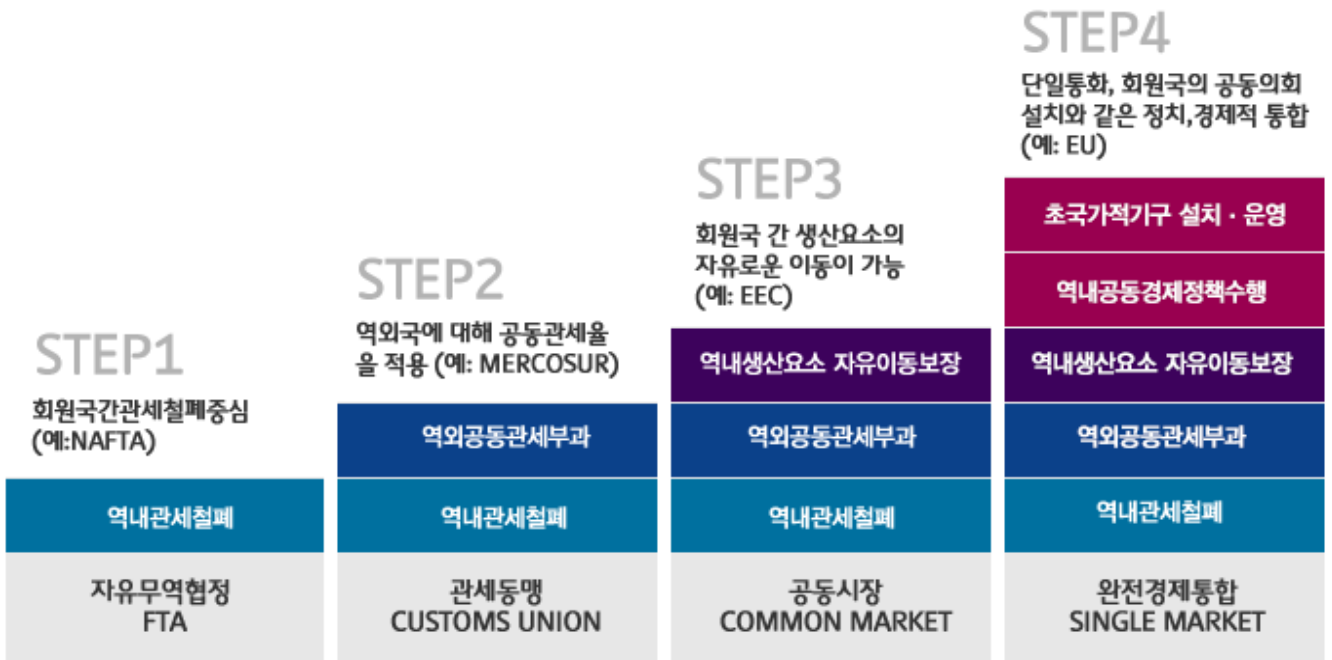 STEP1
회원국간관세철폐중심
(예:NAFTA)
역내관세철폐
자유무역협정
FTA
STEP2
역외국에 대해 공동관세율
을 적용 (예: MERCOSUR)
역외공동관세부과
역내관세철폐
관세동맹
CUSTOMS UNION
STEP3
회원국 간 생산요소의
자유로운 이동이 가능
(예: EEC)
역내생산요소 자유이동보장
역외공동관세부과
역내관세철폐
공동시장
COMMON MARKET
STEP4
단일통화, 회원국의 공동의회
설치와 같은 정치,경제적 통합
(예: EU)
초국가적기구 설치 · 운영
역내공동경제정책수행
역내생산요소 자유이동보장
역외공동관세부과
역내관세철폐
완전경제통합
SINGLE MARKET